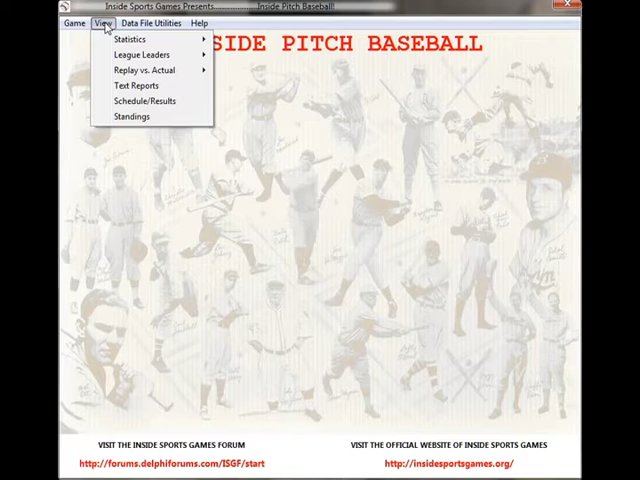 Inside Sports Games Presents.....................Inside Pitch Baseball!
Game View Data File Utilities Help
SIDE PITCH BASEBALL
Statistics
League Leaders
Replay vs. Actual
Text Reports
Schedule/Results
Standings
VISIT THE INSIDE SPORTS GAMES FORUM
http://forums.delphiforums.com/ISGF/start
VISIT THE OFFICIAL WEBSITE OF INSIDE SPORTS GAMES
http://insidesportsgames.org/